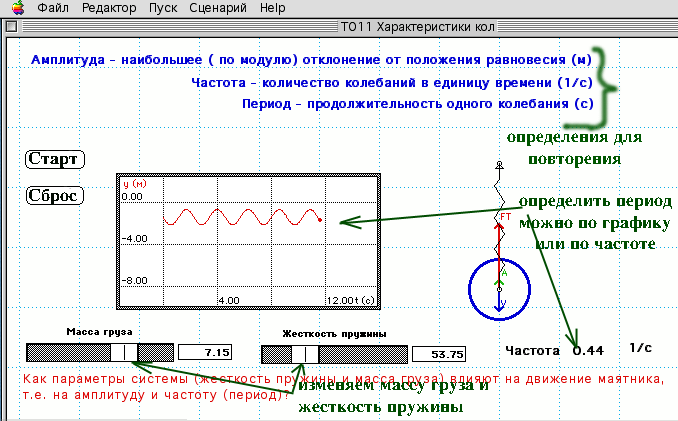 Файл Редактор Пуск Сценарий Help
ТО11 Характеристики кол
Амплитуда - наибольшее ( по модулю) отклонение от положения равновесия (м)
Частота - количество колебаний в единицу времени (1/с)
Период - продолжительность одного колебания (с)
определения для
повторения
Старт
Сброс
y (м)
0.00
-4.00
-8.00
4.00
12.00 t (c)
определить период
можно по графику
или по частоте
FT
A
y
Масса груза
7.15
Жесткость пружины
53.75
Частота 0.44 1/c
Как параметры системы (жесткость пружины и масса груза) влияют на движение маятника,
т.е. на амплитуду и частоту (период)?
изменяем массу груза и
жесткость пружины